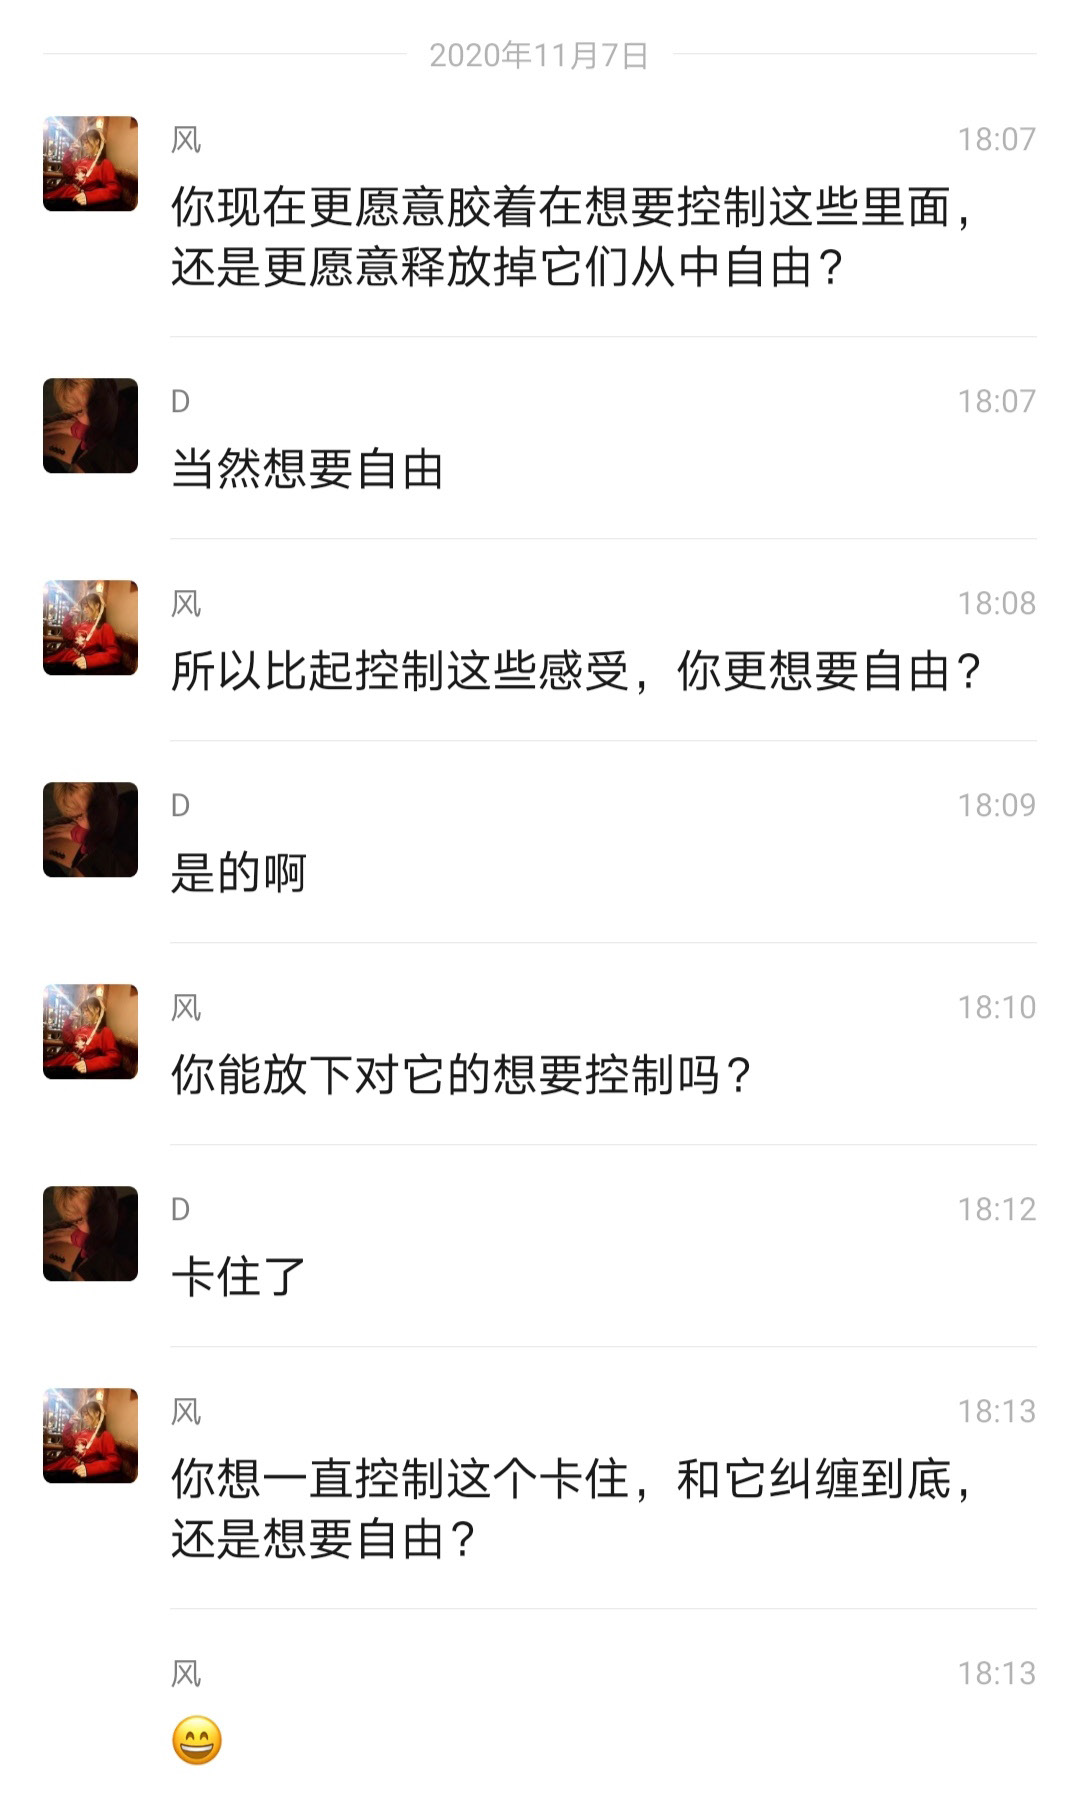 2020年11月7日
风
18:07
你现在更愿意胶着在想要控制这些里面，
还是更愿意释放掉它们从中自由？
D
18:07
当然想要自由
风
18:08
所以比起控制这些感受，你更想要自由？
D
18:09
是的啊
风
18:10
你能放下对它的想要控制吗？
D
18:12
卡住了
风
18:13
你想一直控制这个卡住，和它纠缠到底，
还是想要自由？
风
18:13